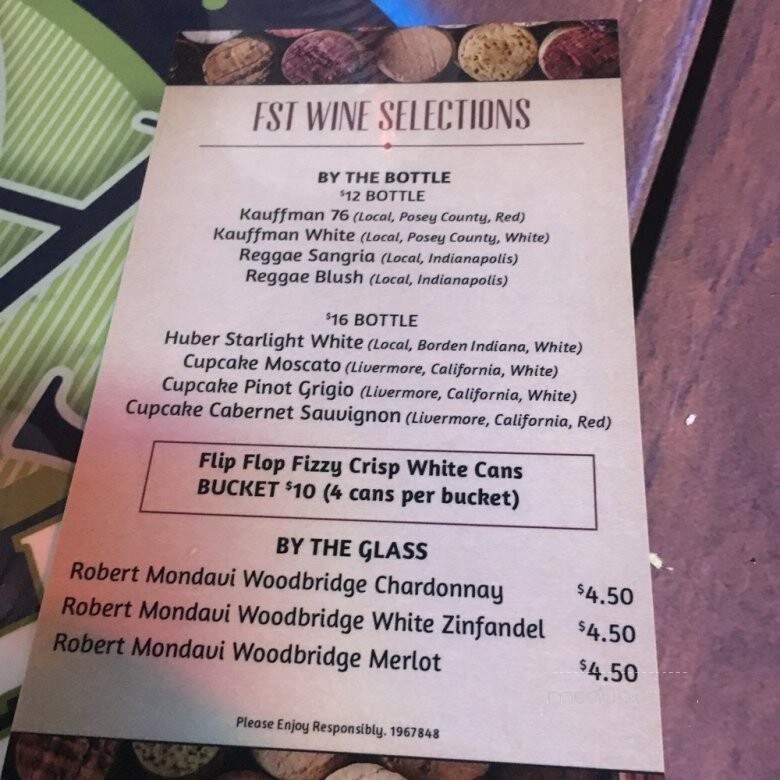 FST WINE SELECTIONS
BY THE BOTTLE
$12 BOTTLE
Kauffman 76 (Local, Posey County, Red)
Kauffman White (Local, Posey County, White)
Reggae Sangria (Local, Indianapolis)
Reggae Blush (Local, Indianapolis)
$16 BOTTLE
Huber Starlight White (Local, Borden Indiana, White)
Cupcake Moscato (Livermore, California, White)
Cupcake Pinot Grigio (Livermore, California, White)
Cupcake Cabernet Sauvignon (Livermore, California, Red)
Flip Flop Fizzy Crisp White Cans
BUCKET $10 (4 cans per bucket)
BY THE GLASS
Robert Mondavi Woodbridge Chardonnay $4.50
Robert Mondavi Woodbridge White Zinfandel $4.50
Robert Mondavi Woodbridge Merlot $4.50
Please Enjoy Responsibly. 1967848